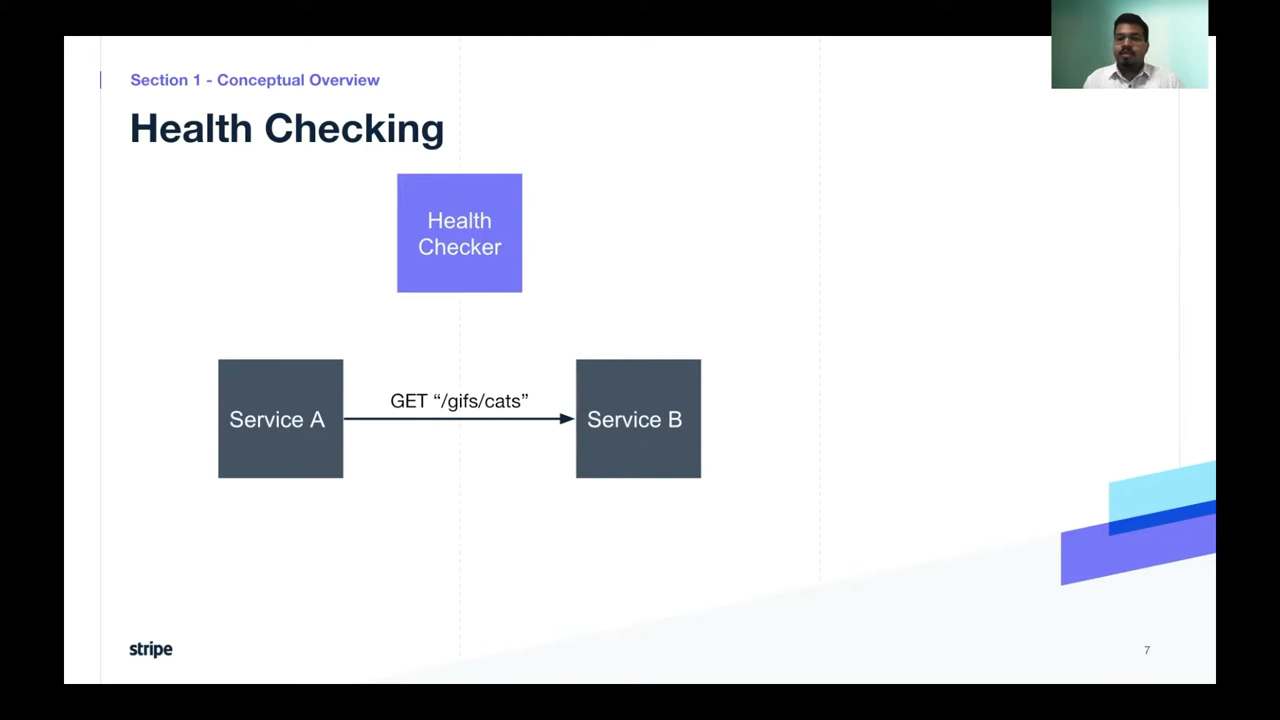 Section 1 - Conceptual Overview
Health Checking
Health
Checker
GET “/gifs/cats”
Service A
Service B
stripe
7